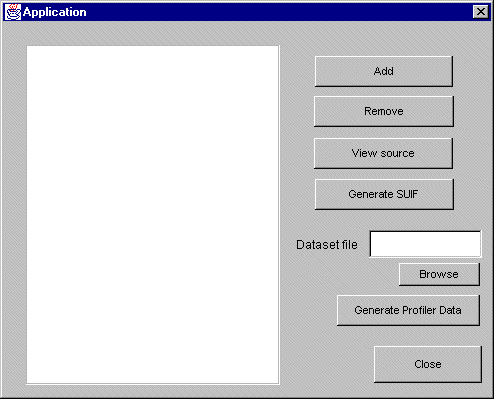 Application
Add
Remove
View source
Generate SUIF
Dataset file
Browse
Generate Profiler Data
Close